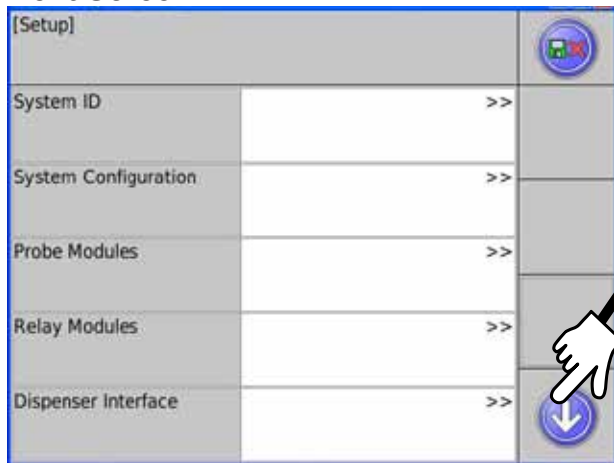 [Setup]
System ID >>
System Configuration >>
Probe Modules >>
Relay Modules >>
Dispenser Interface >>